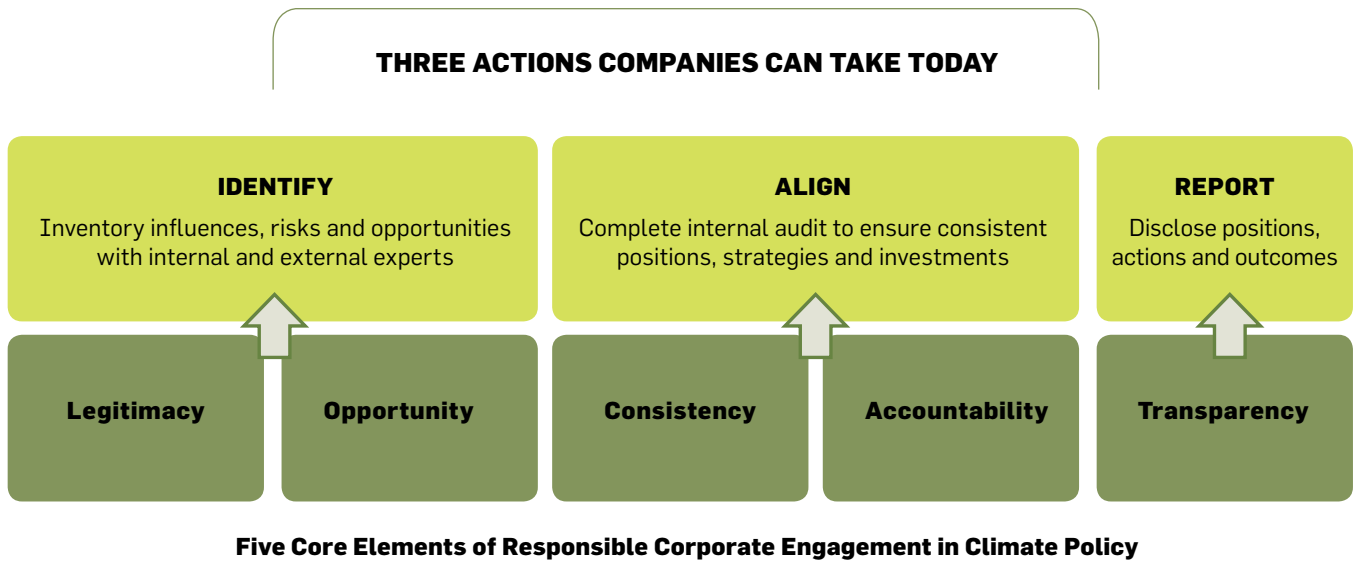 THREE ACTIONS COMPANIES CAN TAKE TODAY
IDENTIFY
Inventory influences, risks and opportunities
with internal and external experts
ALIGN
Complete internal audit to ensure consistent
positions, strategies and investments
REPORT
Disclose positions,
actions and outcomes
Legitimacy
Opportunity
Consistency
Accountability
Transparency
Five Core Elements of Responsible Corporate Engagement in Climate Policy